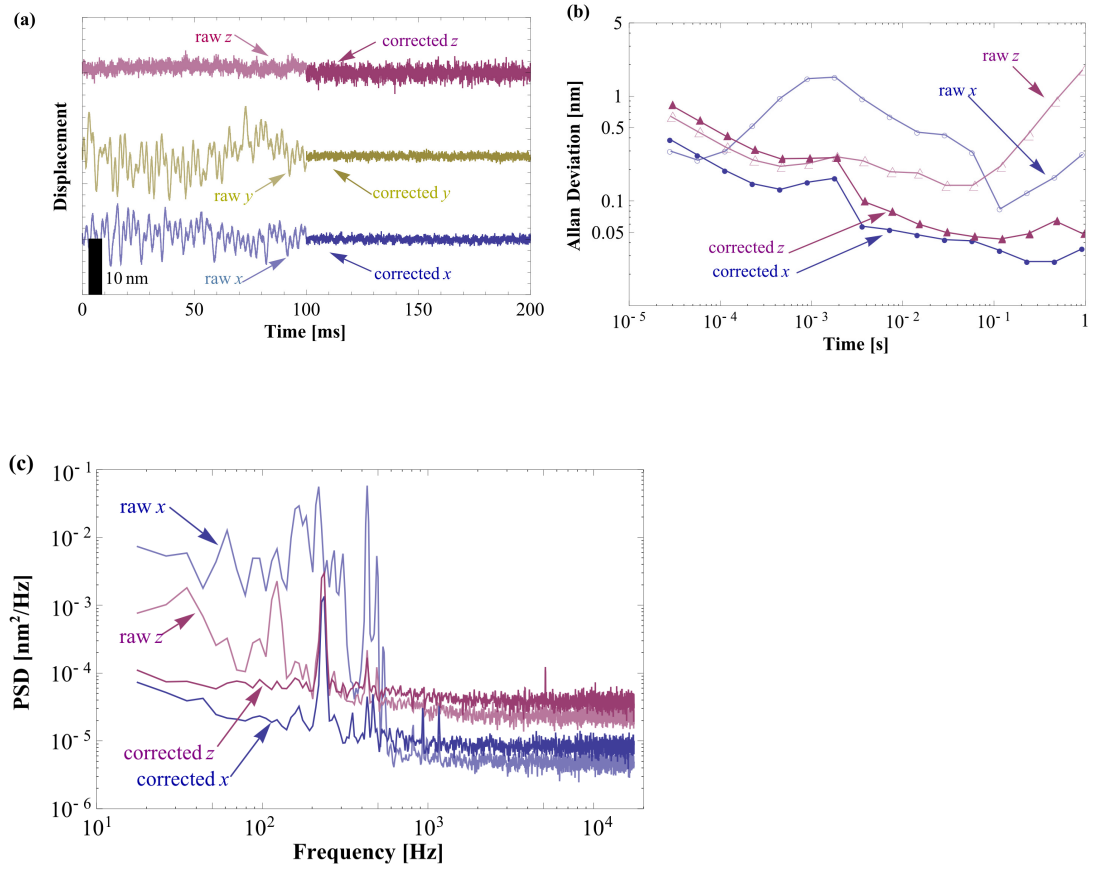 (a)
raw z
corrected z
Displacement
raw y
corrected y
raw x
corrected x
10 nm
0 50 100 150 200
Time [ms]
(b)
5
1
0.5
0.1
0.05
Allan Deviation [nm]
raw z
raw x
corrected z
corrected x
10-5 10-4 10-3 10-2 10-1 1
Time [s]
(c)
10-1
10-2
10-3
10-4
10-5
10-6
PSD [nm2/Hz]
raw x
raw z
corrected z
corrected x
101 102 103 104
Frequency [Hz]